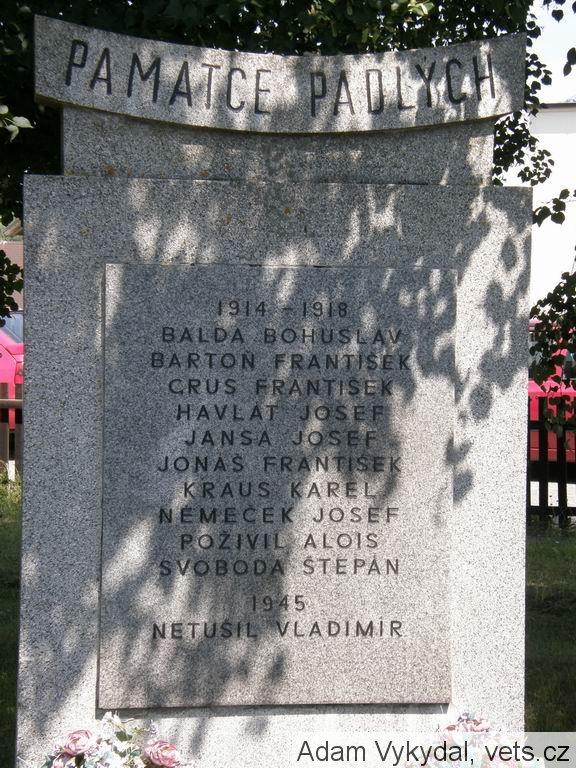 PAMÁTCE PADLÝCH
1914 - 1918
BALDA BOHUSLAV
BARTOŇ FRANTIŠEK
CRUS FRANTIŠEK
HAVLÁT JOSEF
JANSA JOSEF
JONÁŠ FRANTIŠEK
KRAUS KAREL
NĚMEČEK JOSEF
POŽIVIL ALOIS
SVOBODA ŠTĚPÁN
1945
NETUŠIL VLADIMÍR
Adam Vykydal, vets.cz